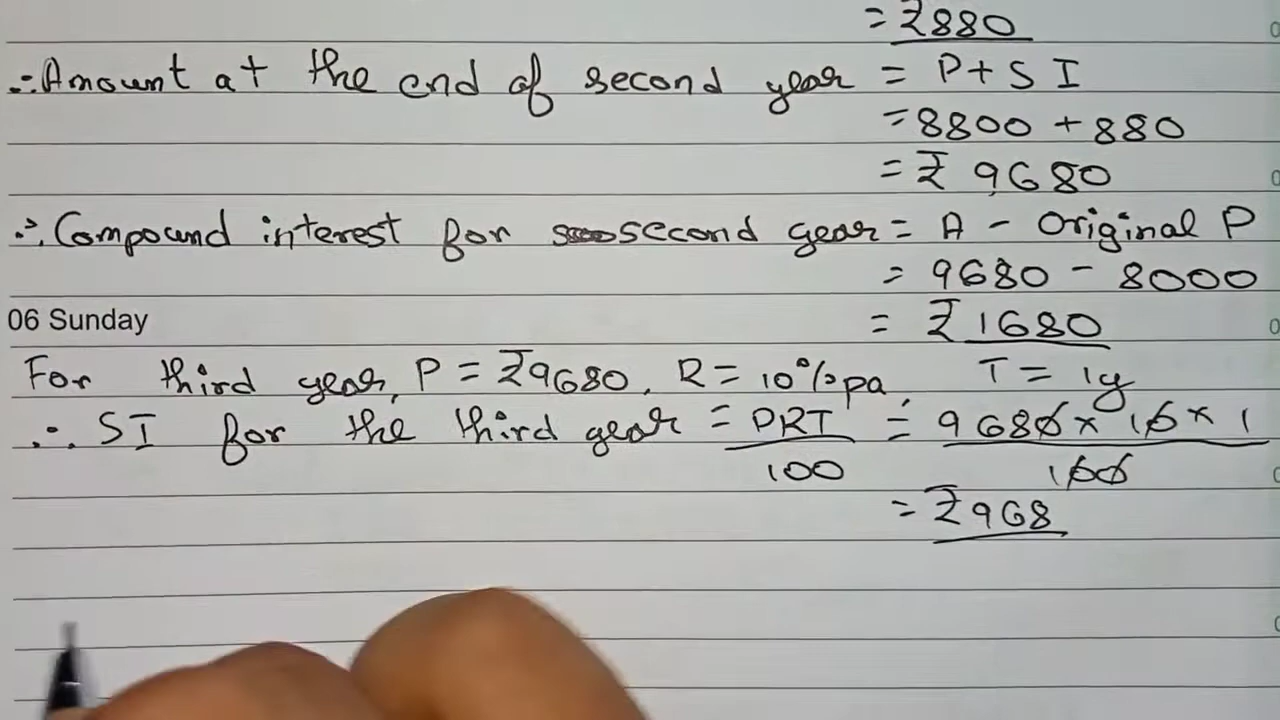 = ₹880
∴ Amount at the end of second year = P + S I
= 8800 + 880
= ₹ 9680
∴ Compound interest for second year = A - Original P
= 9680 - 8000
06 Sunday = ₹1680
For third year, P = ₹9680, R = 10% pa, T = 1y
∴ SI for the third year = PRT/100 = 9680 × 10 × 1/100
= ₹968